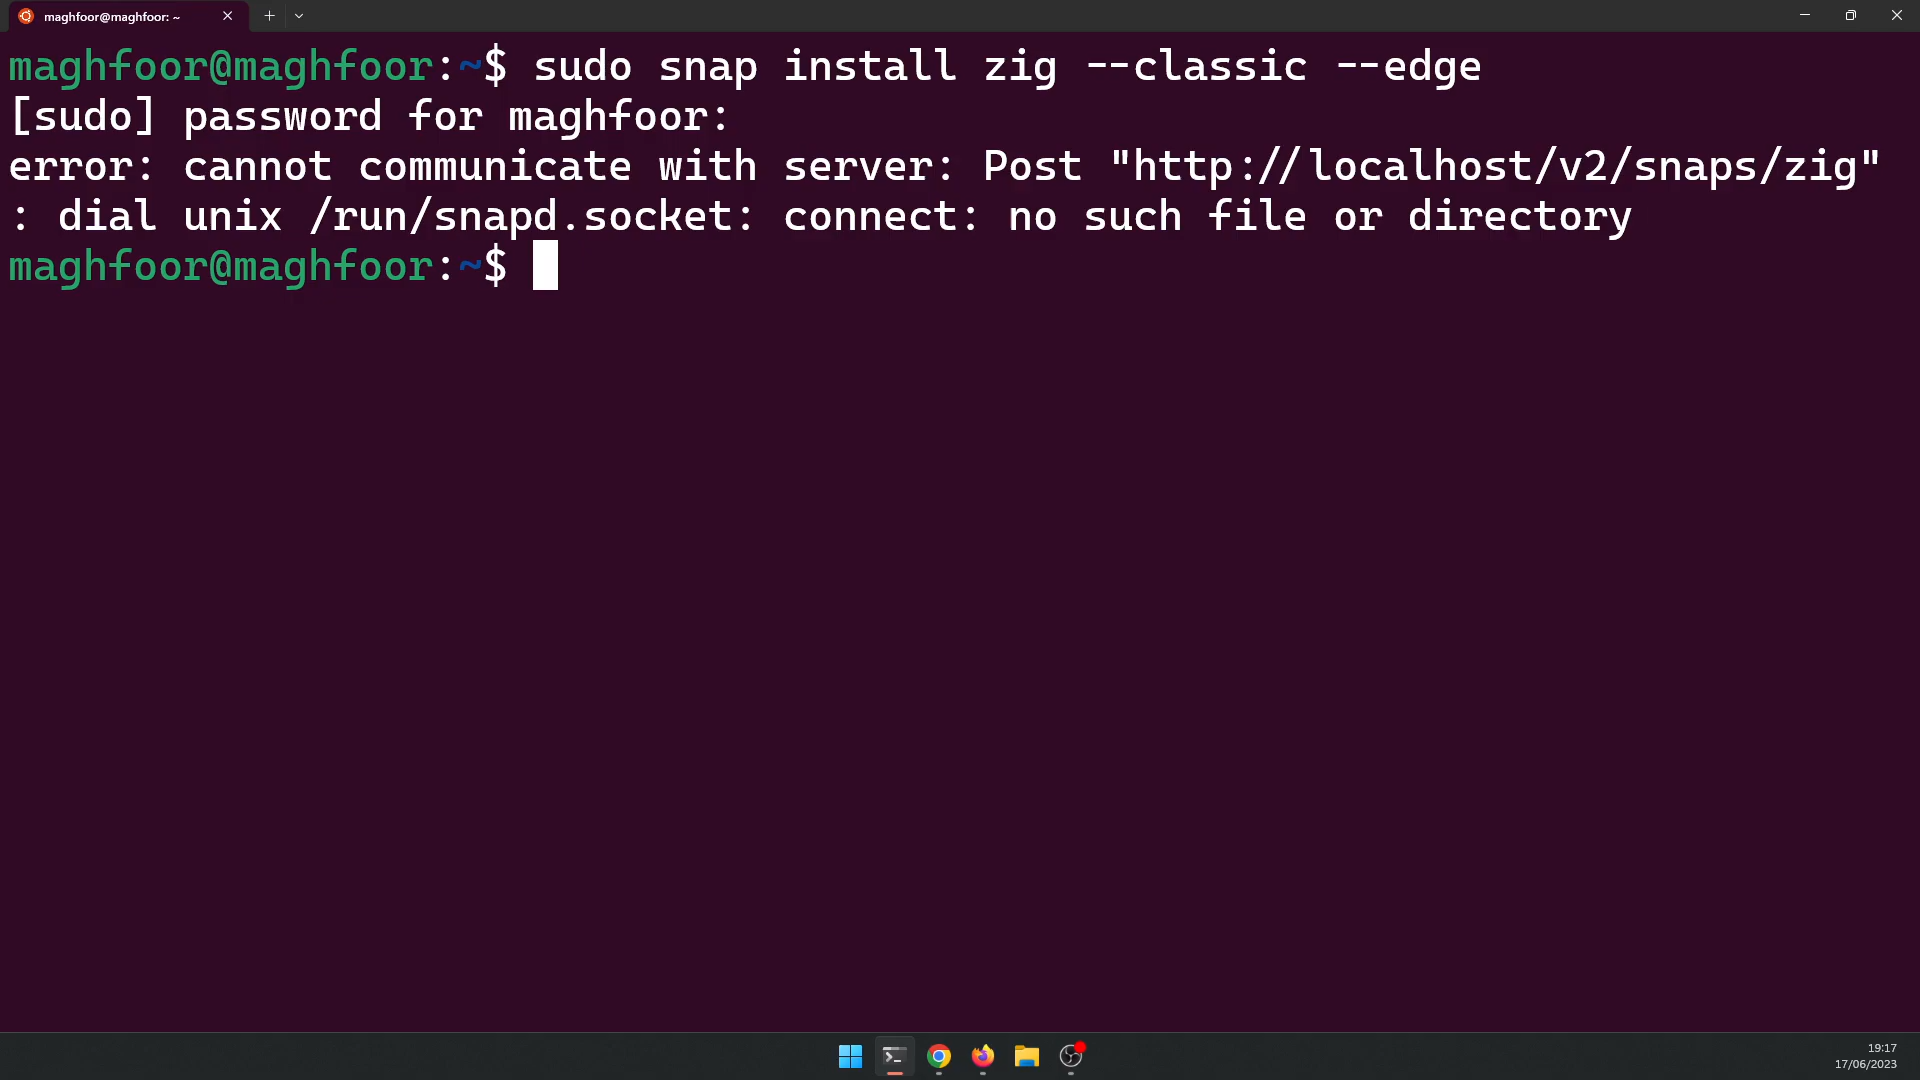 maghfoor@maghfoor: ~
maghfoor@maghfoor:~$ sudo snap install zig --classic --edge
[sudo] password for maghfoor:
error: cannot communicate with server: Post "http://localhost/v2/snaps/zig"
: dial unix /run/snapd.socket: connect: no such file or directory
maghfoor@maghfoor:~$
19:17
17/06/2023